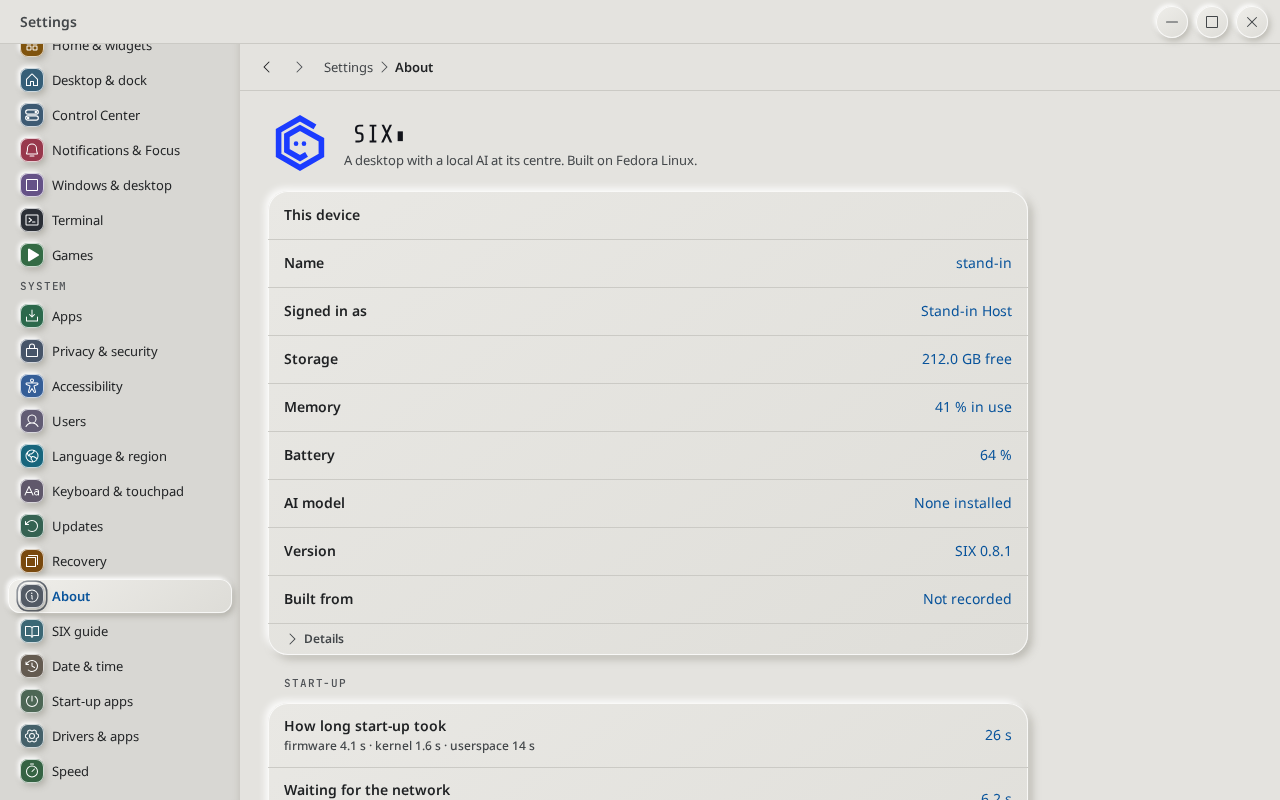 Settings
Home & widgets
Desktop & dock
Control Center
Notifications & Focus
Windows & desktop
Terminal
Games
SYSTEM
Apps
Privacy & security
Accessibility
Users
Language & region
Aa Keyboard & touchpad
Updates
Recovery
About
SIX guide
Date & time
Start-up apps
Drivers & apps
Speed
Settings > About
SIX
A desktop with a local AI at its centre. Built on Fedora Linux.
This device
Name stand-in
Signed in as Stand-in Host
Storage 212.0 GB free
Memory 41 % in use
Battery 64 %
AI model None installed
Version SIX 0.8.1
Built from Not recorded
Details
START-UP
How long start-up took 26 s
firmware 4.1 s · kernel 1.6 s · userspace 14 s
Waiting for the network 6.2 s